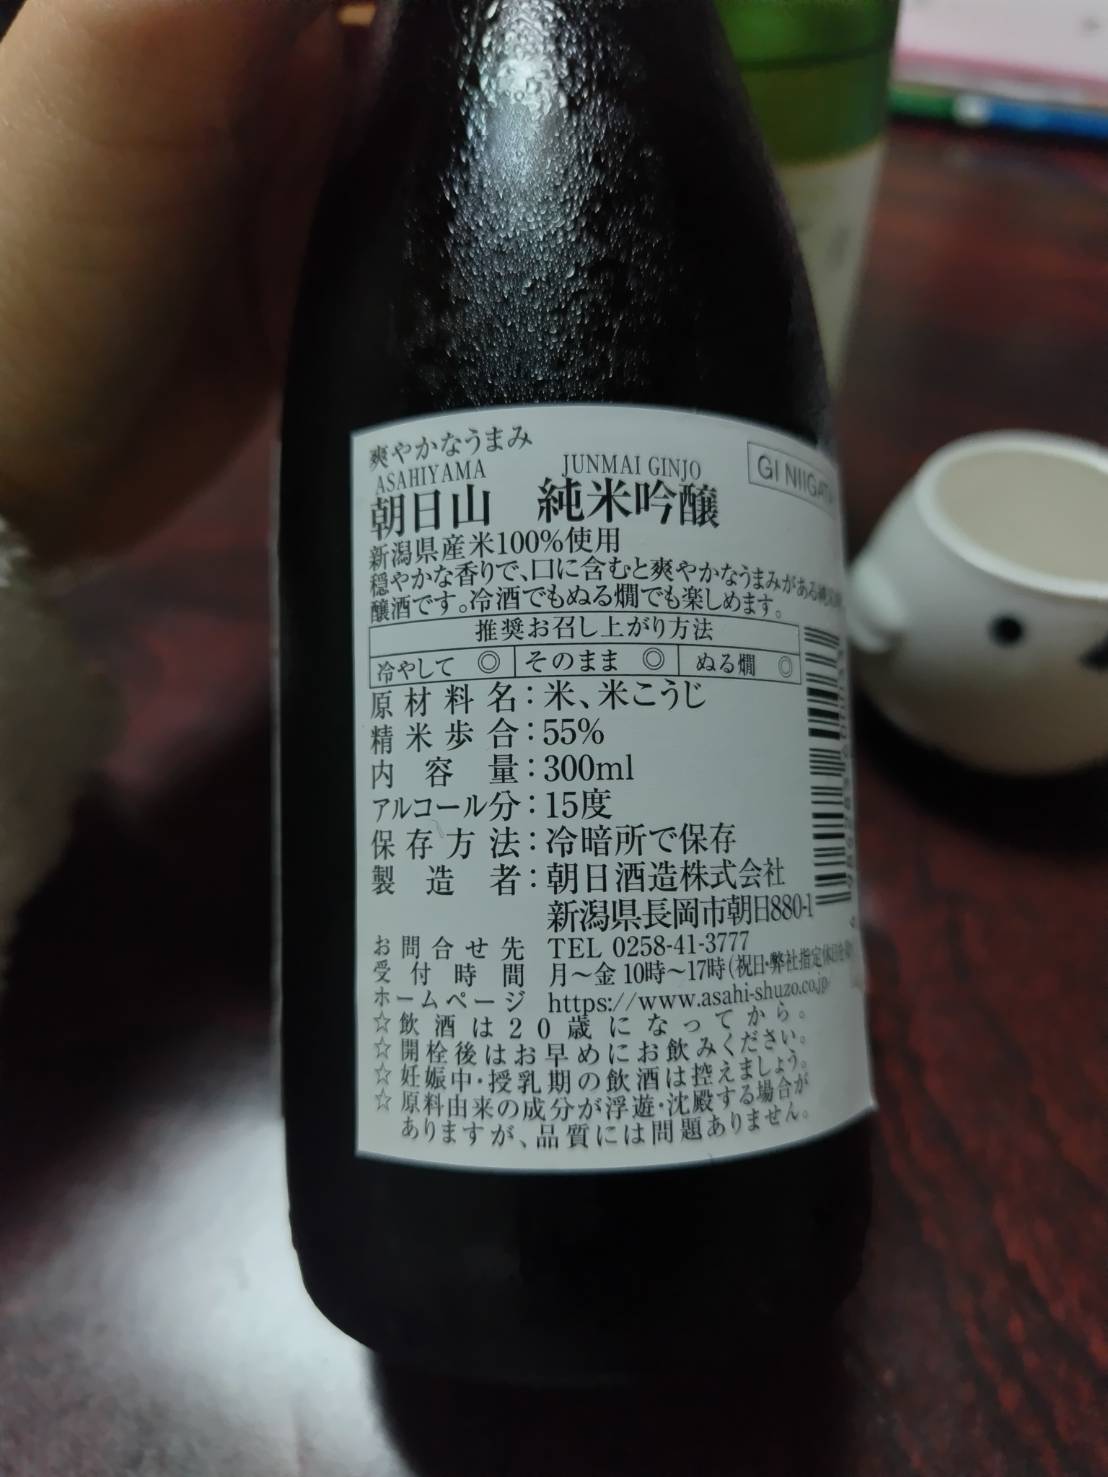 爽やかなうまみ
ASAHIYAMA JUNMAI GINJO
朝日山 純米吟醸
GI NIIGATA
新潟県産米100%使用
穏やかな香りで、口に含むと爽やかなうまみがある純米吟
醸酒です。冷酒でもぬる燗でも楽しめます。
推奨お召し上がり方法
冷やして ◎ そのまま ◎ ぬる燗 ◎
原材料名：米、米こうじ
精米歩合：55%
内容量：300ml
アルコール分：15度
保存方法：冷暗所で保存
製造者：朝日酒造株式会社
新潟県長岡市朝日880-1
お問合せ先 TEL 0258-41-3777
受付時間 月〜金 10時〜17時（祝日・弊社指定休日を
ホームページ https://www.asahi-shuzo.co.jp
☆飲酒は20歳になってから。
☆開栓後はお早めにお飲みください。
☆妊娠中・授乳期の飲酒は控えましょう。
☆原料由来の成分が浮遊・沈殿する場合が
ありますが、品質には問題ありません。